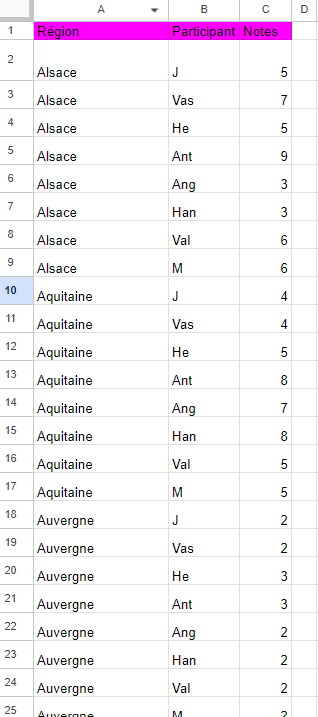 A B C D
1 Région Participant Notes
2 Alsace J 5
3 Alsace Vas 7
4 Alsace He 5
5 Alsace Ant 9
6 Alsace Ang 3
7 Alsace Han 3
8 Alsace Val 6
9 Alsace M 6
10 Aquitaine J 4
11 Aquitaine Vas 4
12 Aquitaine He 5
13 Aquitaine Ant 8
14 Aquitaine Ang 7
15 Aquitaine Han 8
16 Aquitaine Val 5
17 Aquitaine M 5
18 Auvergne J 2
19 Auvergne Vas 2
20 Auvergne He 3
21 Auvergne Ant 3
22 Auvergne Ang 2
23 Auvergne Han 2
24 Auvergne Val 2
25 Auvergne M 2